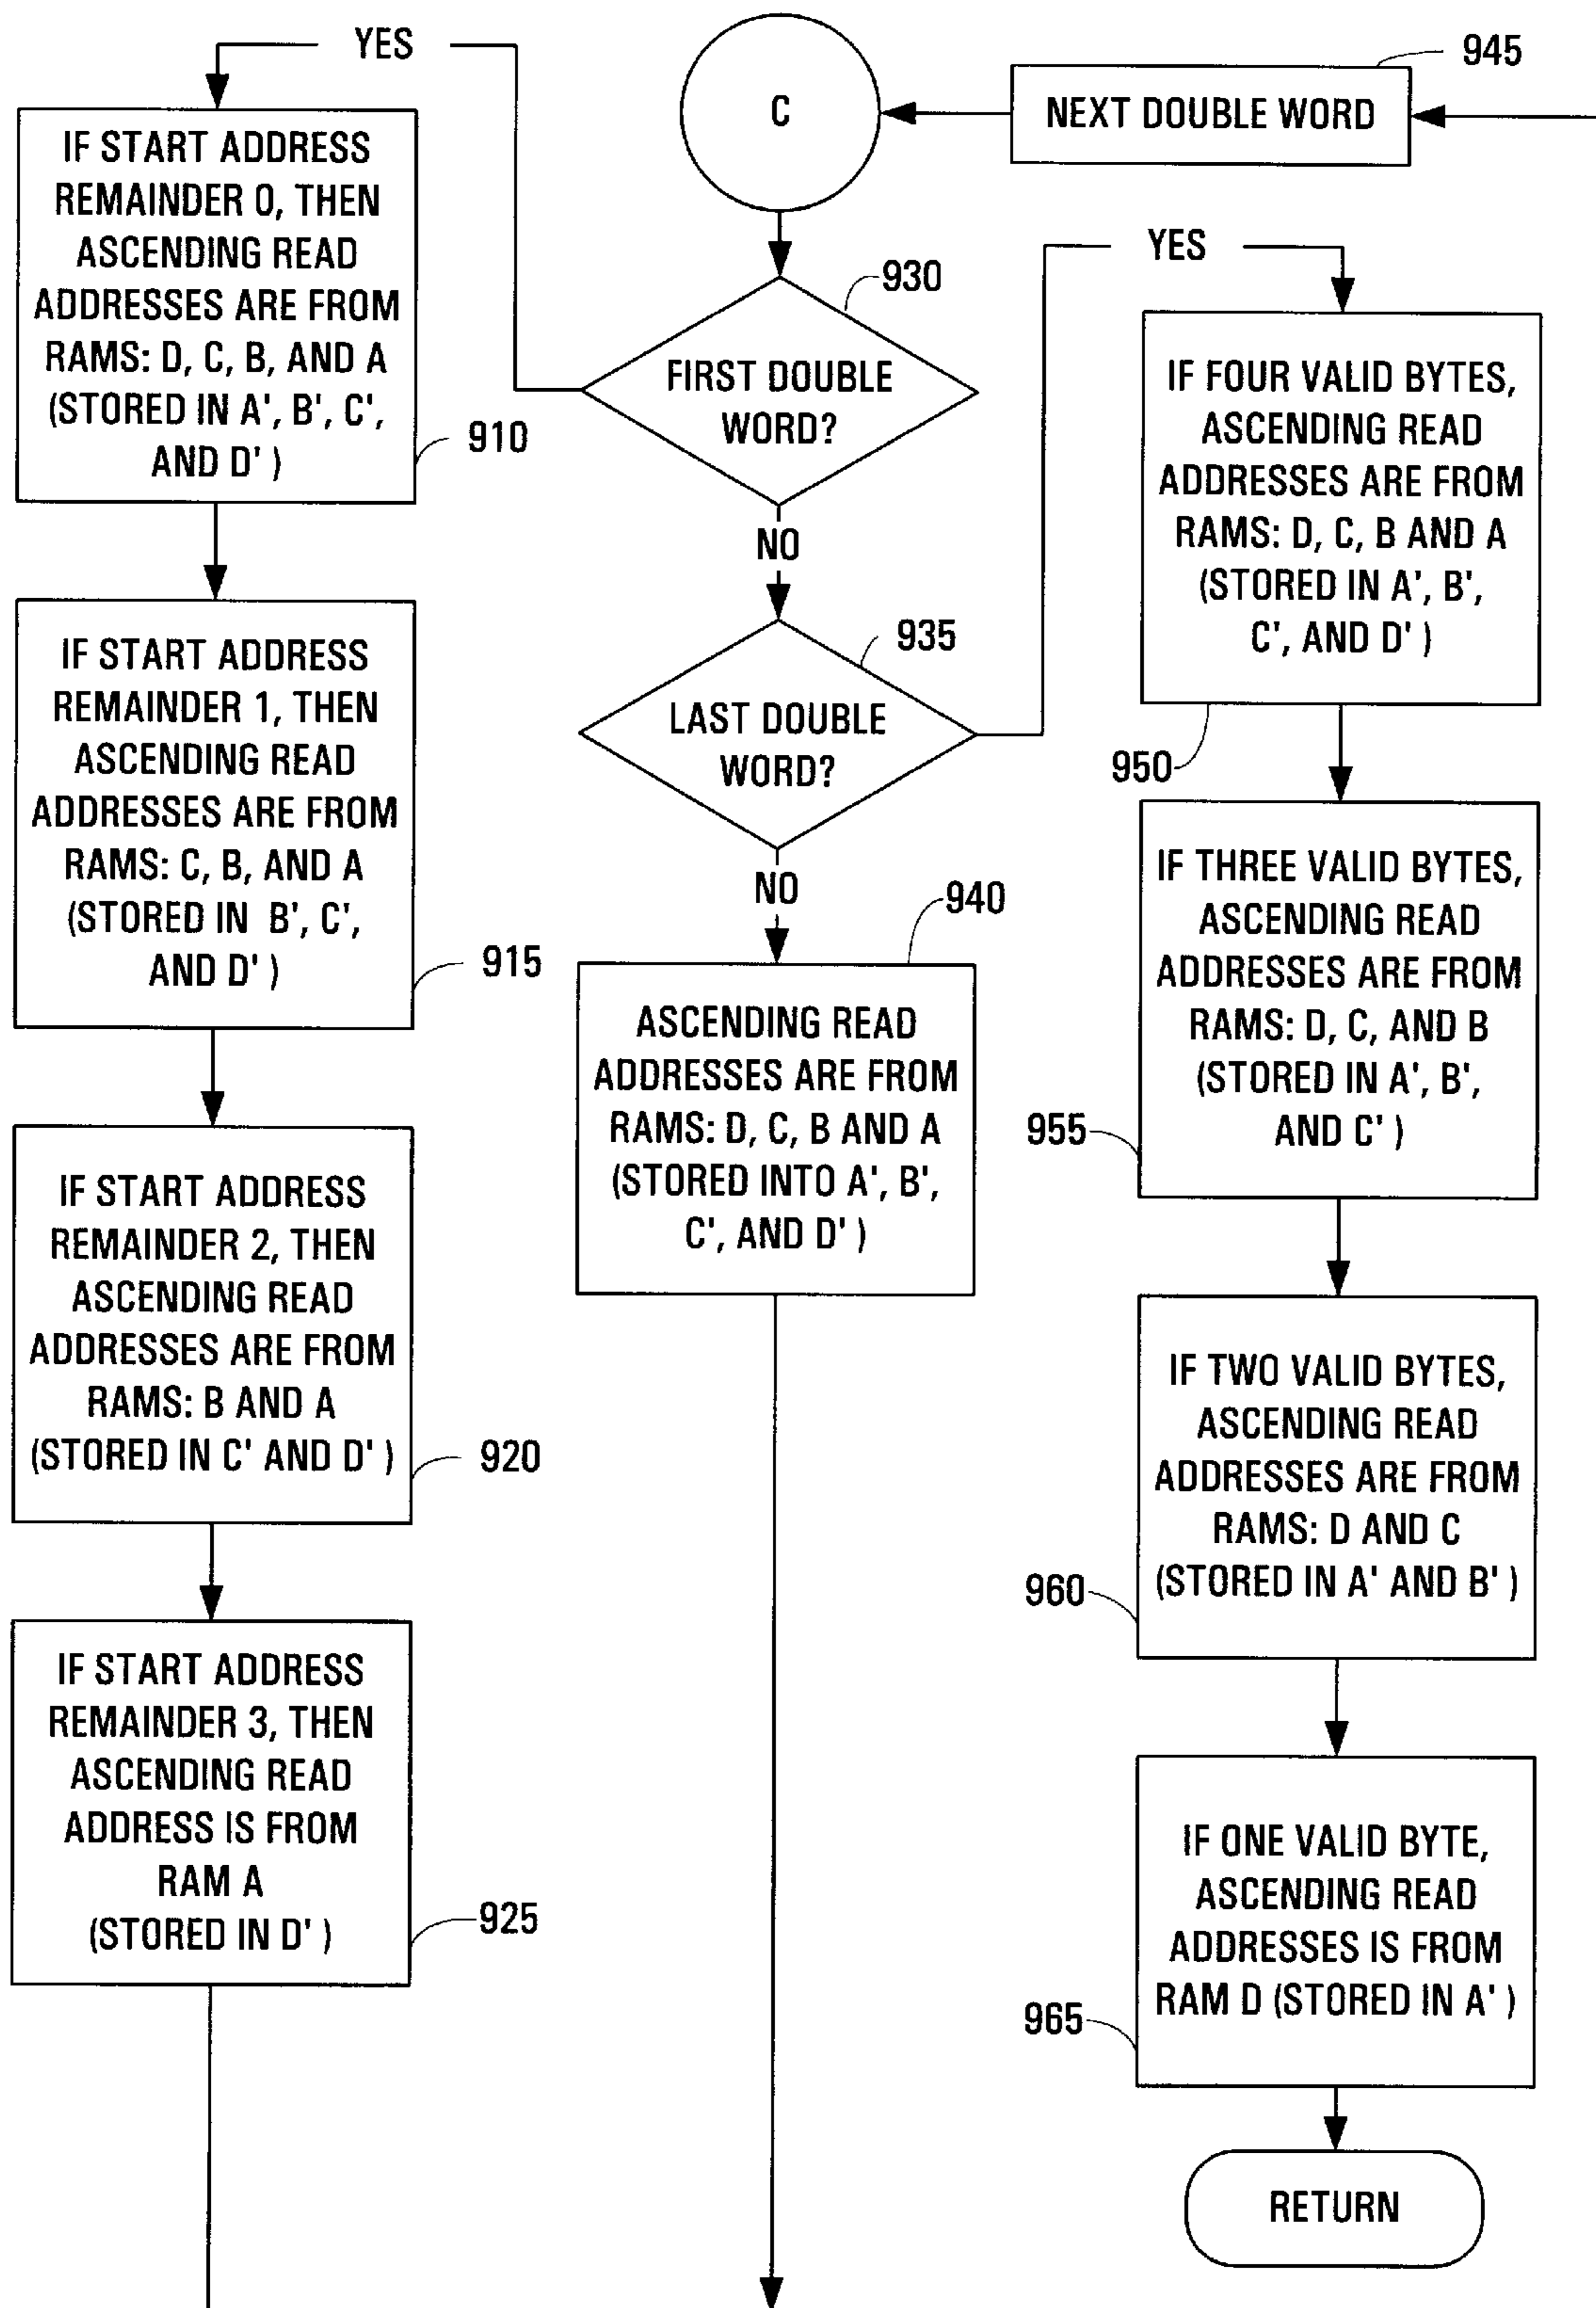 YES
IF START ADDRESS
REMAINDER 0, THEN
ASCENDING READ
ADDRESSES ARE FROM
RAMS: D, C, B, AND A
(STORED IN A', B', C',
AND D' )
910
IF START ADDRESS
REMAINDER 1, THEN
ASCENDING READ
ADDRESSES ARE FROM
RAMS: C, B, AND A
(STORED IN B', C',
AND D' )
915
IF START ADDRESS
REMAINDER 2, THEN
ASCENDING READ
ADDRESSES ARE FROM
RAMS: B AND A
(STORED IN C' AND D' )
920
IF START ADDRESS
REMAINDER 3, THEN
ASCENDING READ
ADDRESS IS FROM
RAM A
(STORED IN D' )
925
C
945
NEXT DOUBLE WORD
930
FIRST DOUBLE
WORD?
NO
935
LAST DOUBLE
WORD?
NO
940
ASCENDING READ
ADDRESSES ARE FROM
RAMS: D, C, B AND A
(STORED INTO A', B',
C', AND D' )
YES
IF FOUR VALID BYTES,
ASCENDING READ
ADDRESSES ARE FROM
RAMS: D, C, B AND A
(STORED IN A', B',
C', AND D' )
950
IF THREE VALID BYTES,
ASCENDING READ
ADDRESSES ARE FROM
RAMS: D, C, AND B
(STORED IN A', B',
AND C' )
955
IF TWO VALID BYTES,
ASCENDING READ
ADDRESSES ARE FROM
RAMS: D AND C
(STORED IN A' AND B' )
960
IF ONE VALID BYTE,
ASCENDING READ
ADDRESSES IS FROM
RAM D (STORED IN A' )
965
RETURN